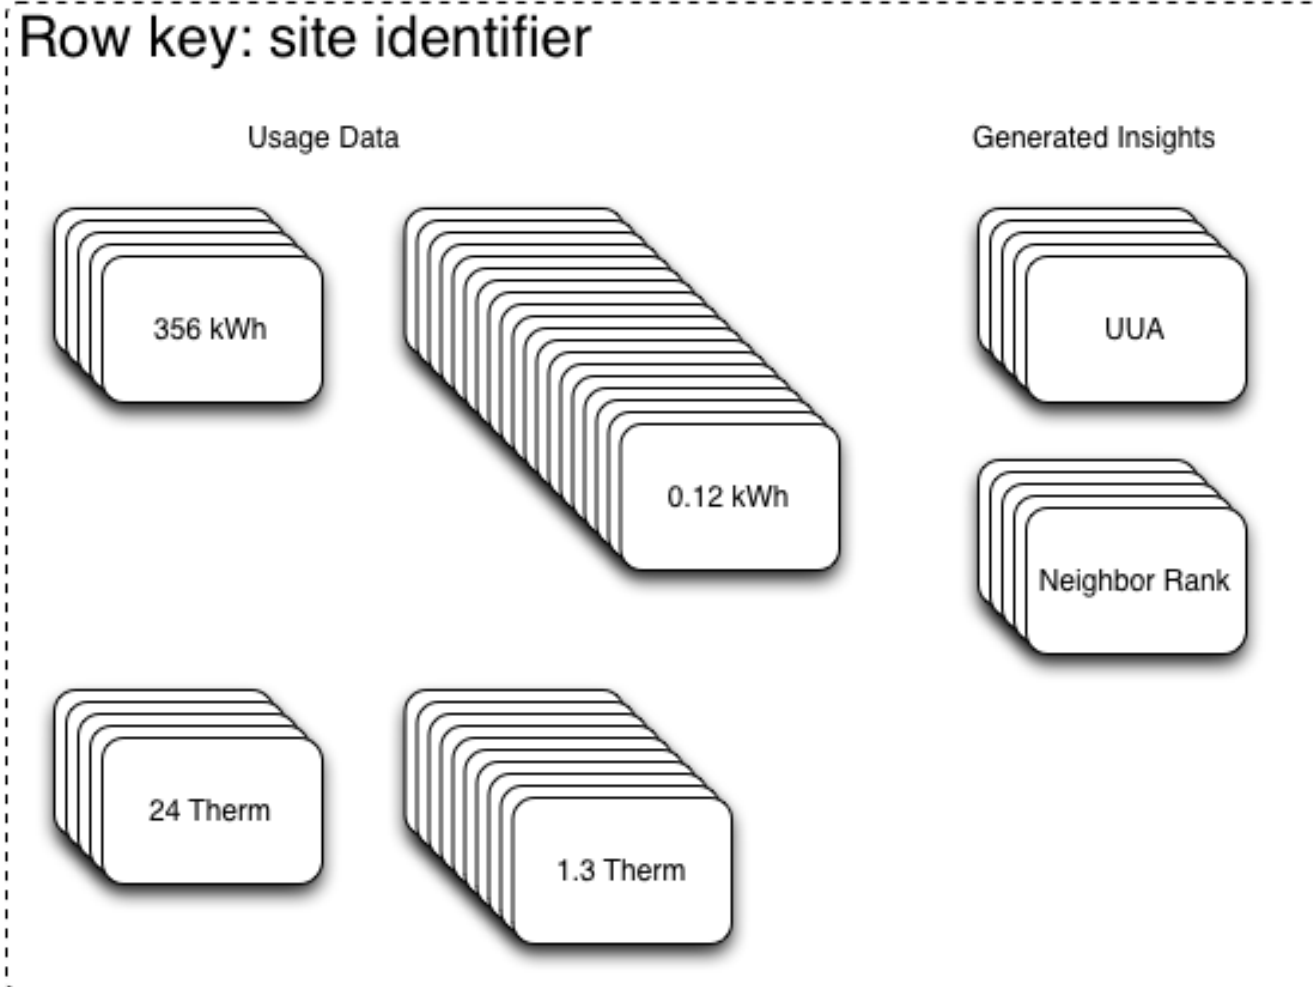 Row key: site identifier
Usage Data
Generated Insights
356 kWh
UUA
0.12 kWh
Neighbor Rank
24 Therm
1.3 Therm